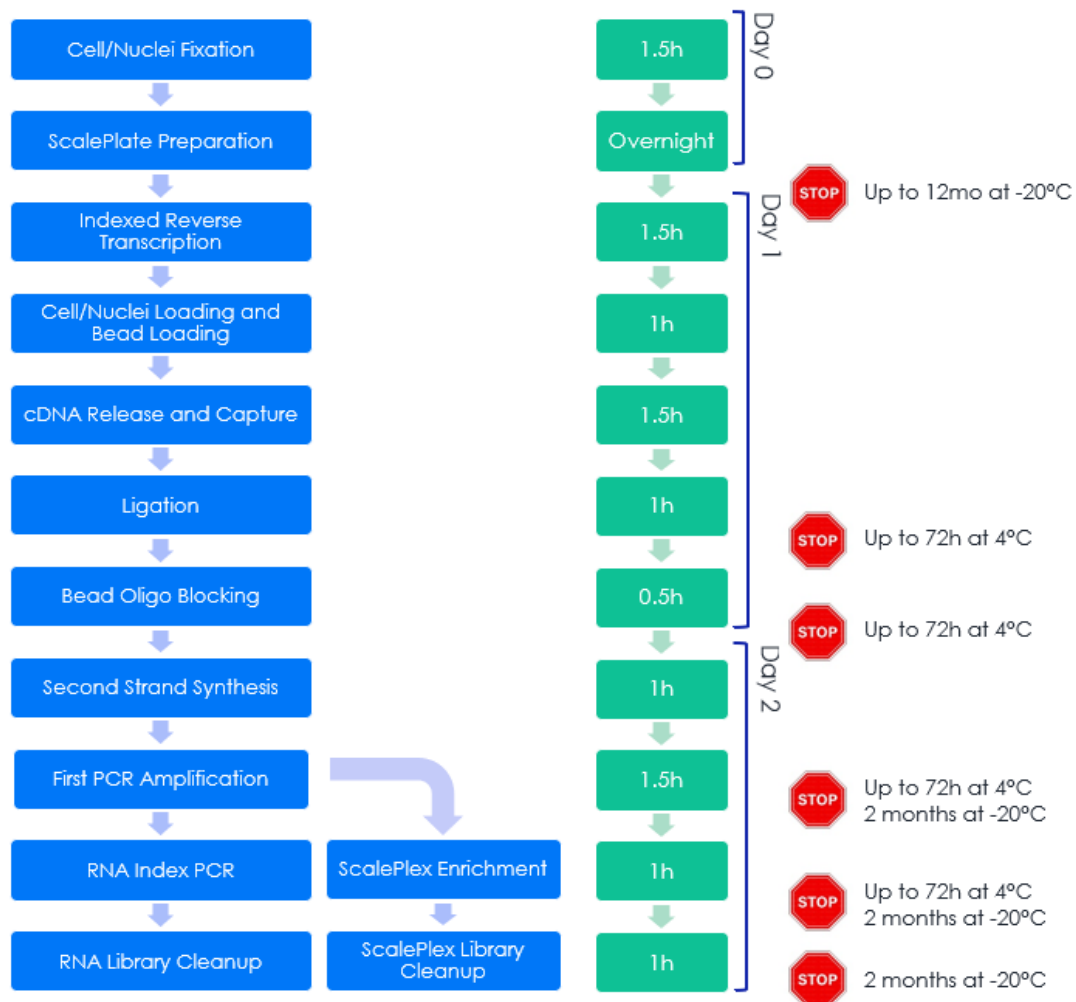 Cell/Nuclei Fixation
1.5h
Day 0
ScalePlate Preparation
Overnight
STOP
Up to 12mo at -20°C
Indexed Reverse
Transcription
1.5h
Day 1
Cell/Nuclei Loading and
Bead Loading
1h
cDNA Release and Capture
1.5h
Ligation
1h
STOP
Up to 72h at 4°C
Bead Oligo Blocking
0.5h
STOP
Up to 72h at 4°C
Second Strand Synthesis
1h
Day 2
First PCR Amplification
1.5h
STOP
Up to 72h at 4°C
2 months at -20°C
RNA Index PCR
ScalePlex Enrichment
1h
STOP
Up to 72h at 4°C
2 months at -20°C
RNA Library Cleanup
ScalePlex Library
Cleanup
1h
STOP
2 months at -20°C